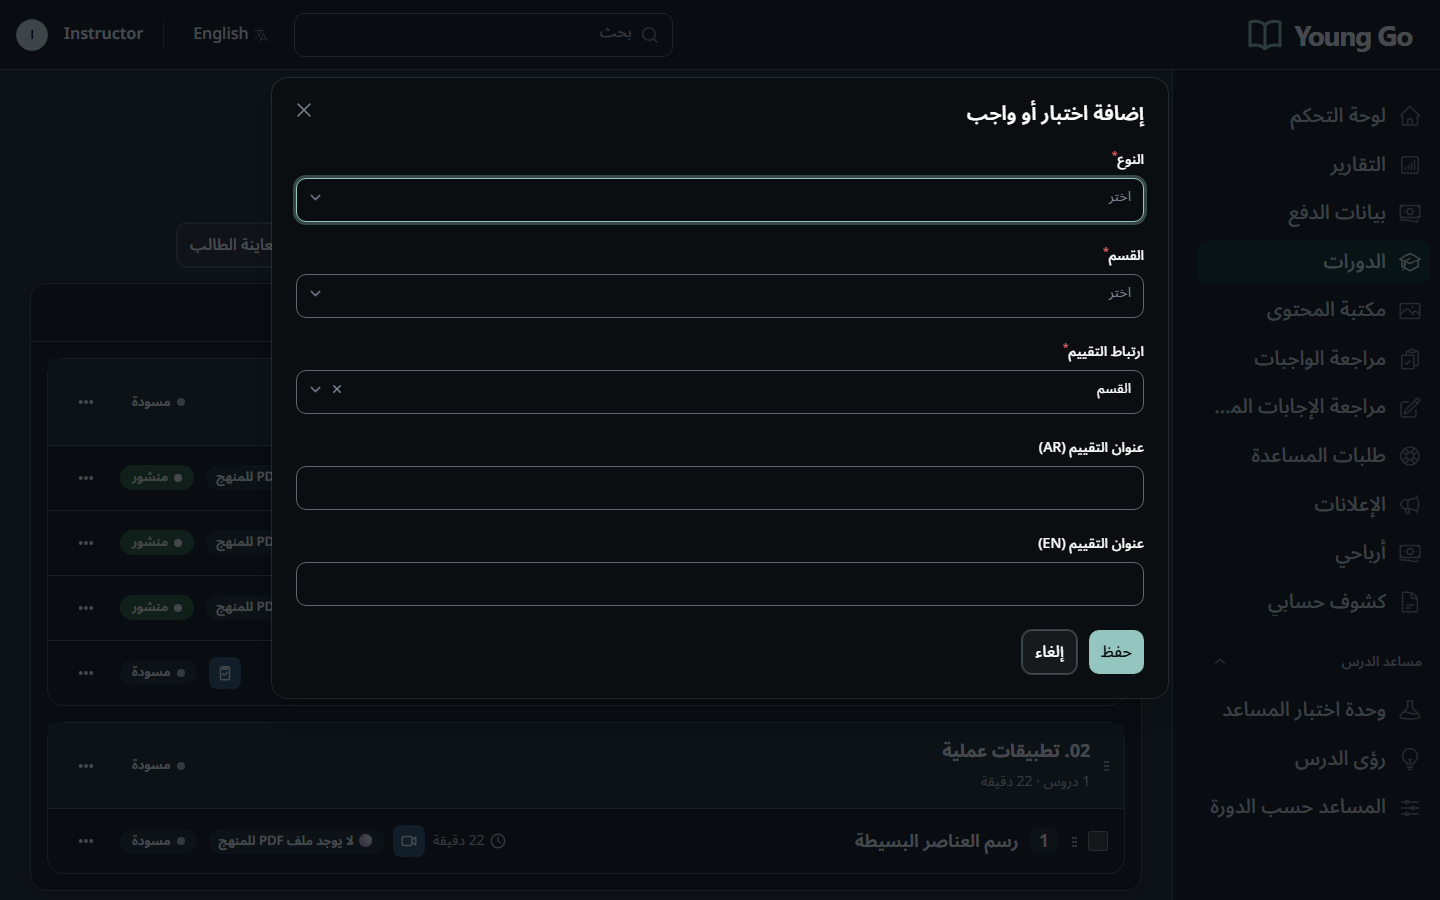 Young Go
بحث
English
Instructor
I
لوحة التحكم
التقارير
بيانات الدفع
الدورات
مكتبة المحتوى
مراجعة الواجبات
مراجعة الإجابات الم...
طلبات المساعدة
الإعلانات
أرباحي
كشوف حسابي
مساعد الدرس
وحدة اختبار المساعد
رؤى الدرس
المساعد حسب الدورة
إضافة اختبار أو واجب
النوع*
اختر
القسم*
اختر
ارتباط التقييم*
القسم
عنوان التقييم (AR)
عنوان التقييم (EN)
حفظ
إلغاء
الطالب
مسودة
PDF للمنهج
منشور
PDF للمنهج
منشور
PDF للمنهج
منشور
مسودة
02. تطبيقات عملية
1 دروس · 22 دقيقة
مسودة
1 رسم العناصر البسيطة
22 دقيقة
لا يوجد ملف PDF للمنهج
مسودة